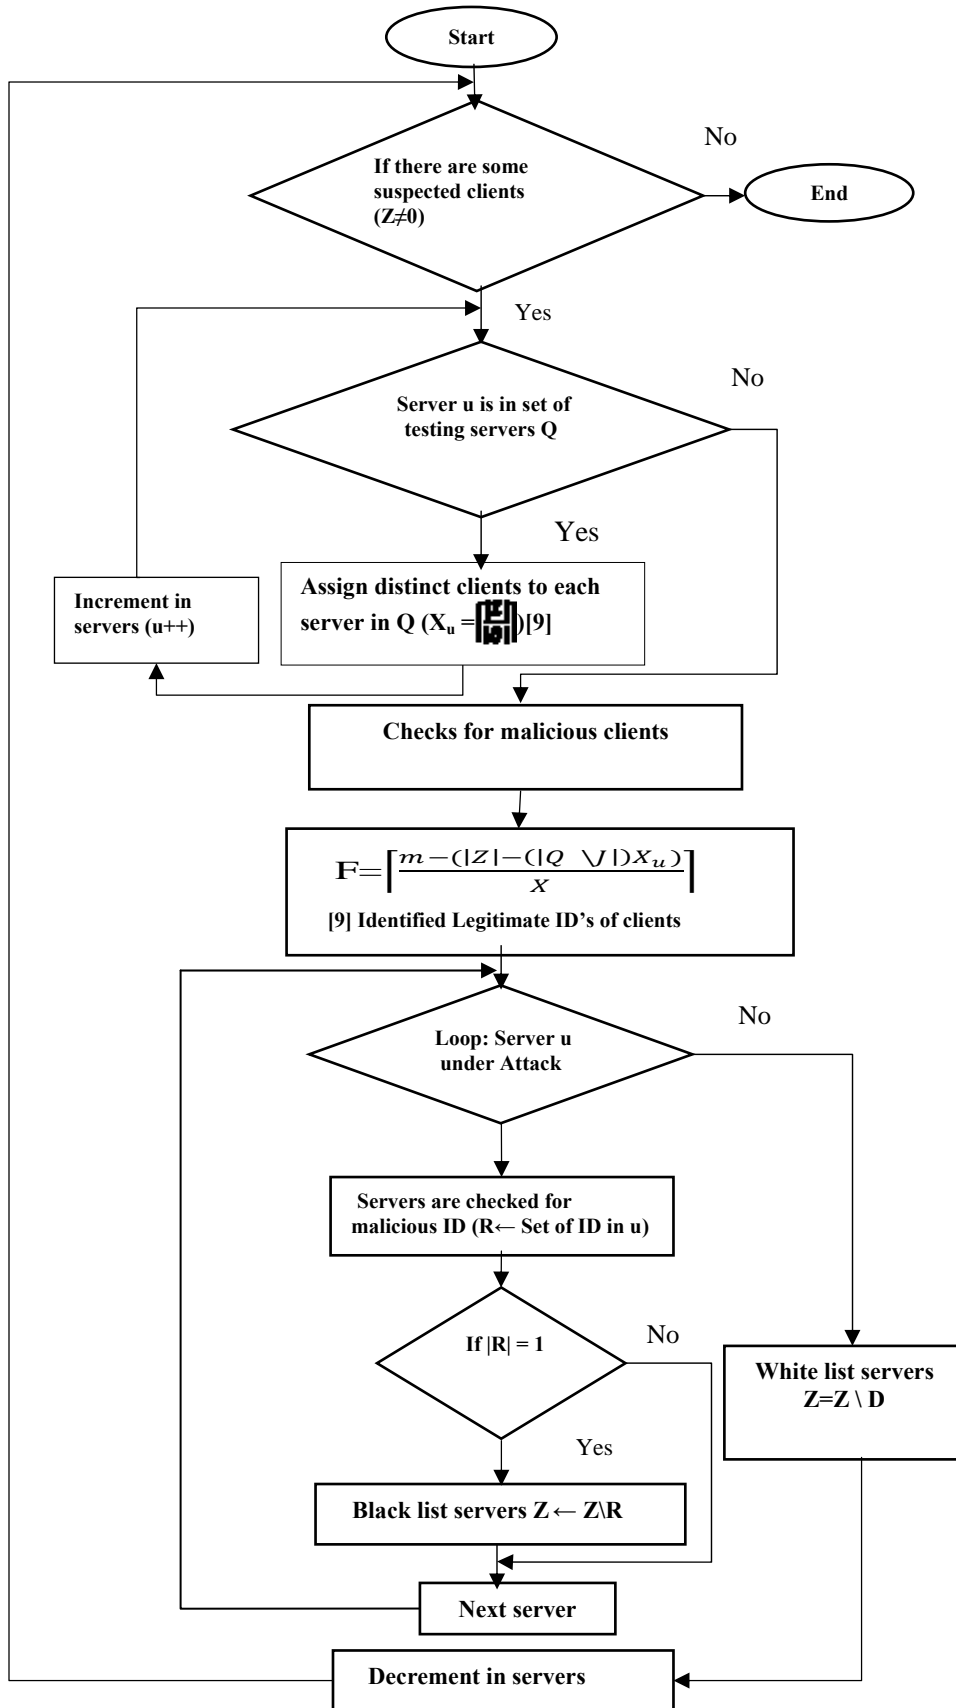 Start
No
If there are some
suspected clients
(Z≠0)
End
Yes
No
Server u is in set of
testing servers Q
Yes
Increment in
servers (u++)
Assign distinct clients to each
server in Q (Xᵤ = )[9]
Checks for malicious clients
F=⌈(m−(|Z|−(|Q \J|)Xᵤ))/X⌉
[9] Identified Legitimate ID’s of clients
Loop: Server u
under Attack
No
Servers are checked for
malicious ID (R← Set of ID in u)
If |R| = 1
No
White list servers
Z=Z \ D
Yes
Black list servers Z ← Z\R
Next server
Decrement in servers